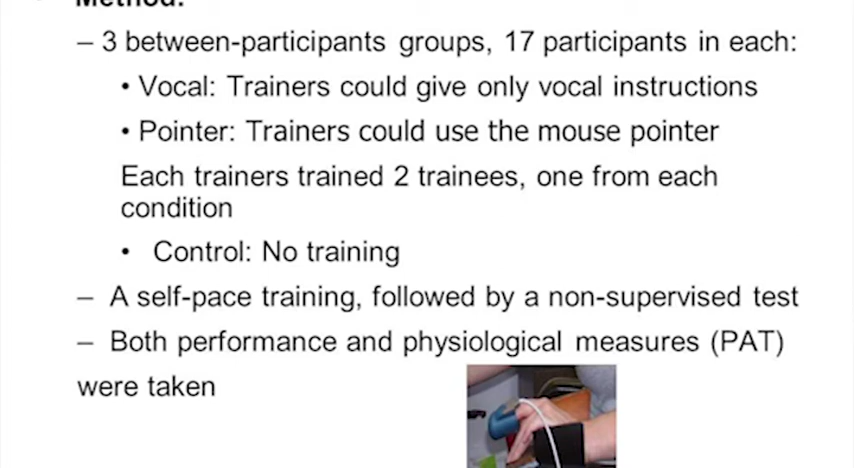 Method:
– 3 between-participants groups, 17 participants in each:
• Vocal: Trainers could give only vocal instructions
• Pointer: Trainers could use the mouse pointer
Each trainers trained 2 trainees, one from each
condition
• Control: No training
– A self-pace training, followed by a non-supervised test
– Both performance and physiological measures (PAT)
were taken